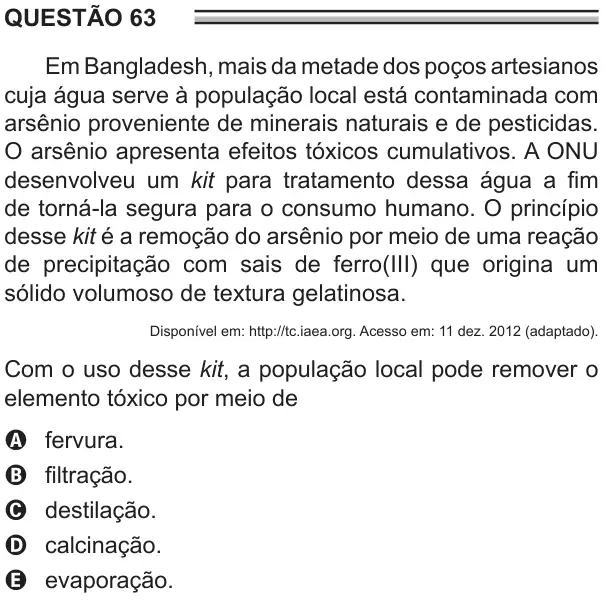 QUESTÃO 63
Em Bangladesh, mais da metade dos poços artesianos
cuja água serve à população local está contaminada com
arsênio proveniente de minerais naturais e de pesticidas.
O arsênio apresenta efeitos tóxicos cumulativos. A ONU
desenvolveu um kit para tratamento dessa água a fim
de torná-la segura para o consumo humano. O princípio
desse kit é a remoção do arsênio por meio de uma reação
de precipitação com sais de ferro(III) que origina um
sólido volumoso de textura gelatinosa.
Disponível em: http://tc.iaea.org. Acesso em: 11 dez. 2012 (adaptado).
Com o uso desse kit, a população local pode remover o
elemento tóxico por meio de
A fervura.
B filtração.
C destilação.
D calcinação.
E evaporação.